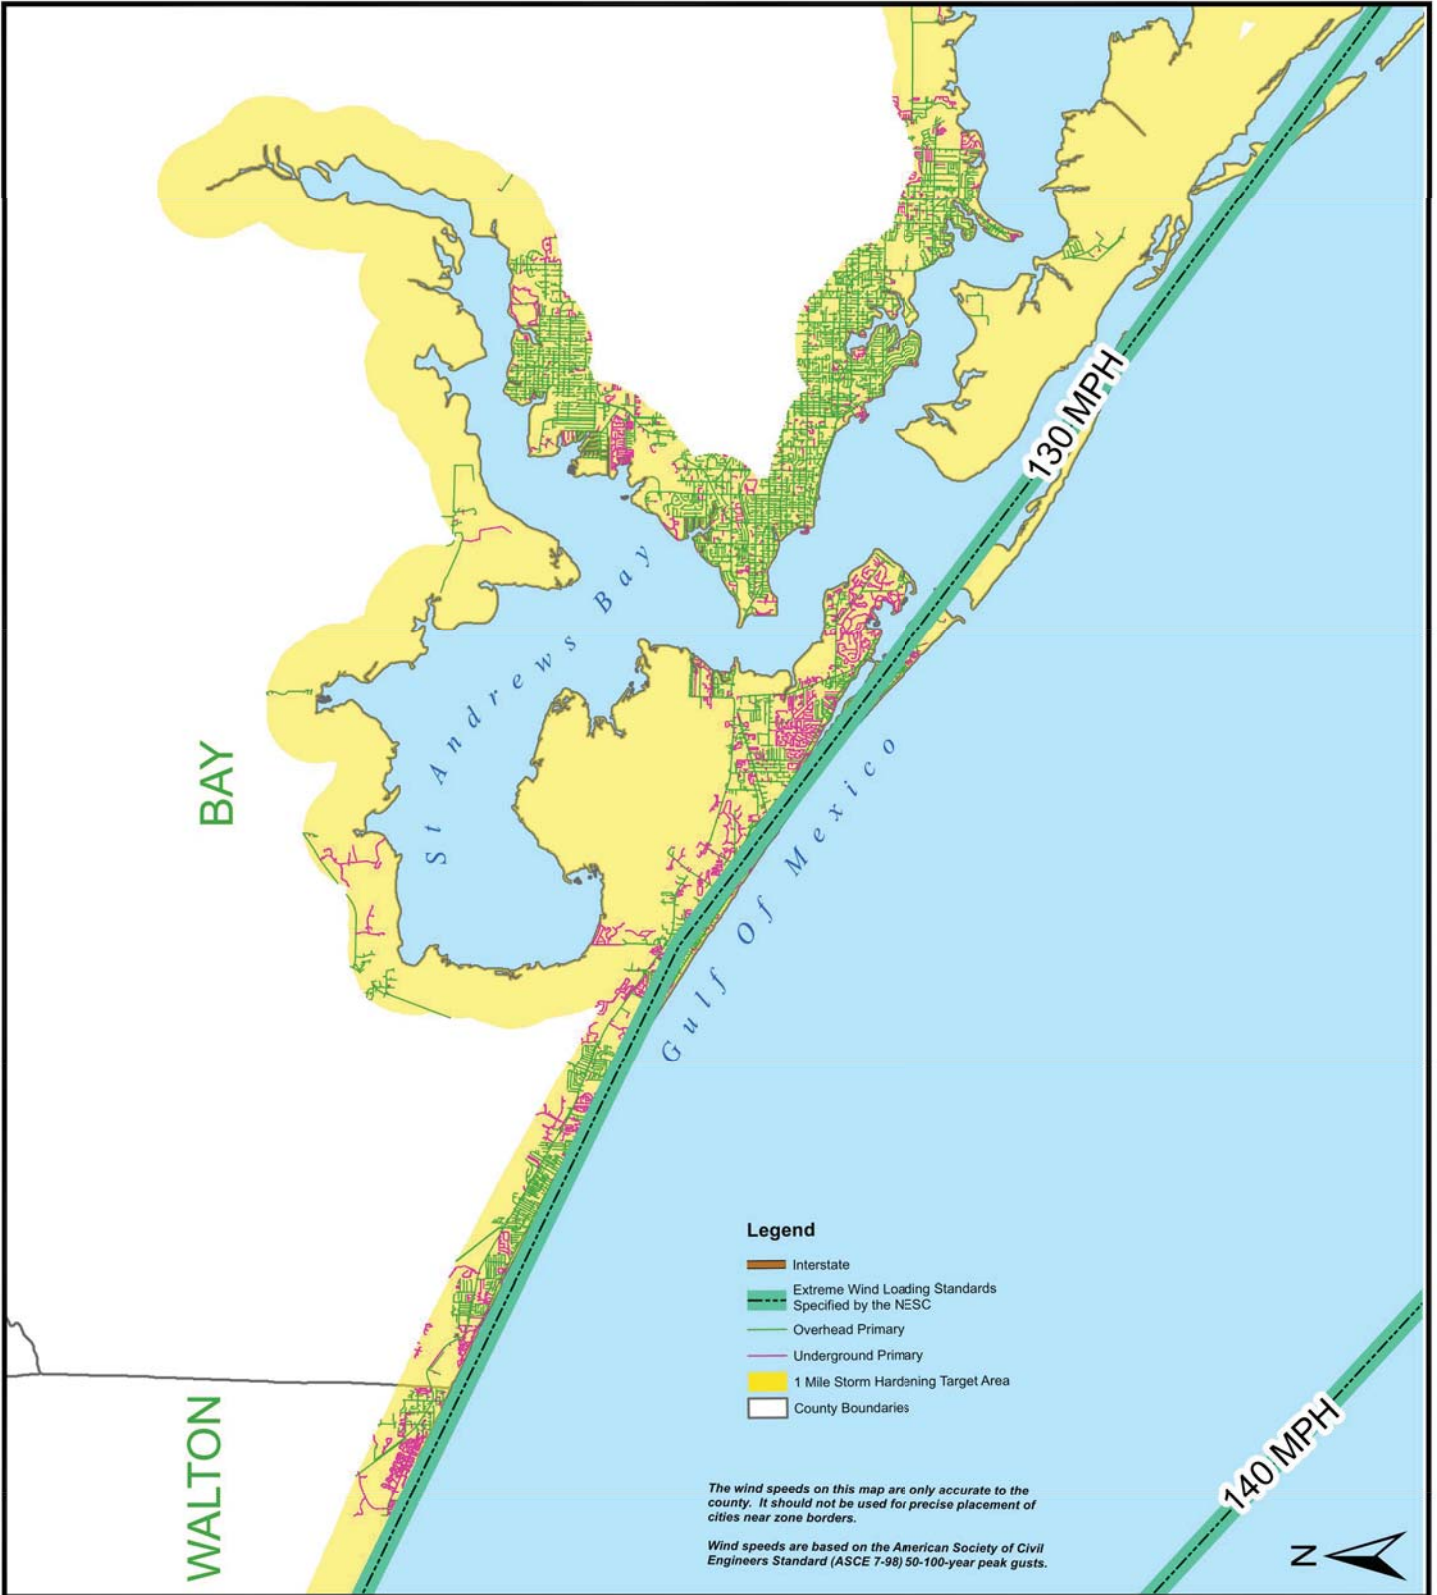 130 MPH
St Andrews Bay
BAY
Gulf Of Mexico
Legend
Interstate
Extreme Wind Loading Standards
Specified by the NESC
Overhead Primary
Underground Primary
1 Mile Storm Hardening Target Area
County Boundaries
WALTON
140 MPH
The wind speeds on this map are only accurate to the
county. It should not be used for precise placement of
cities near zone borders.
Wind speeds are based on the American Society of Civil
Engineers Standard (ASCE 7-98) 50-100-year peak gusts.
N